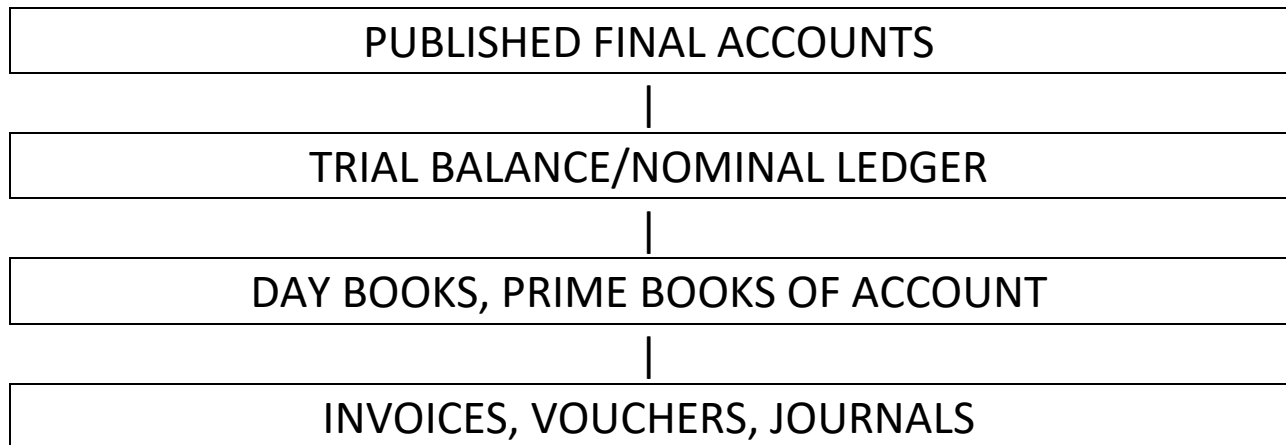 PUBLISHED FINAL ACCOUNTS
TRIAL BALANCE/NOMINAL LEDGER
DAY BOOKS, PRIME BOOKS OF ACCOUNT
INVOICES, VOUCHERS, JOURNALS